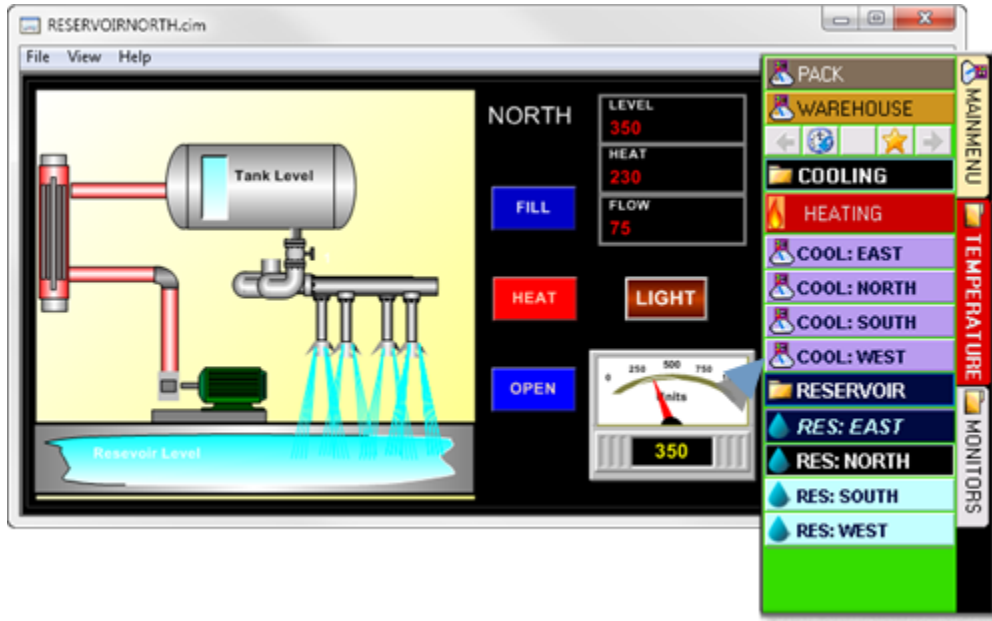 RESERVOIRNORTH.cim
File View Help
Tank Level
Resevoir Level
NORTH
FILL
HEAT
OPEN
LEVEL
350
HEAT
230
FLOW
75
LIGHT
0 250 500 750
Units
350
PACK
WAREHOUSE
COOLING
HEATING
COOL: EAST
COOL: NORTH
COOL: SOUTH
COOL: WEST
RESERVOIR
RES: EAST
RES: NORTH
RES: SOUTH
RES: WEST
MAINMENU
TEMPERATURE
MONITORS